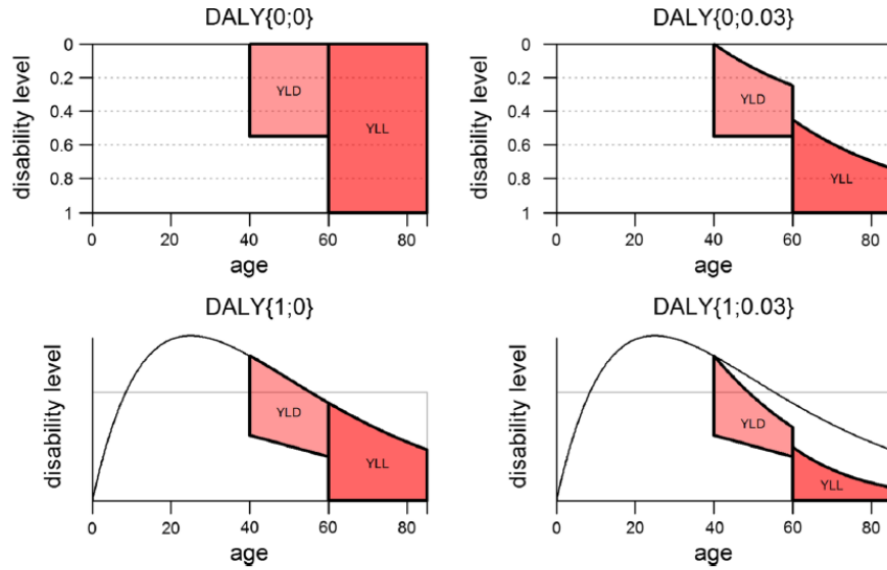 DALY{0;0}
disability level
0
0.2
0.4
0.6
0.8
1
YLD
YLL
0 20 40 60 80
age
DALY{0;0.03}
disability level
0
0.2
0.4
0.6
0.8
1
YLD
YLL
0 20 40 60 80
age
DALY{1;0}
disability level
YLD
YLL
0 20 40 60 80
age
DALY{1;0.03}
disability level
YLD
YLL
0 20 40 60 80
age